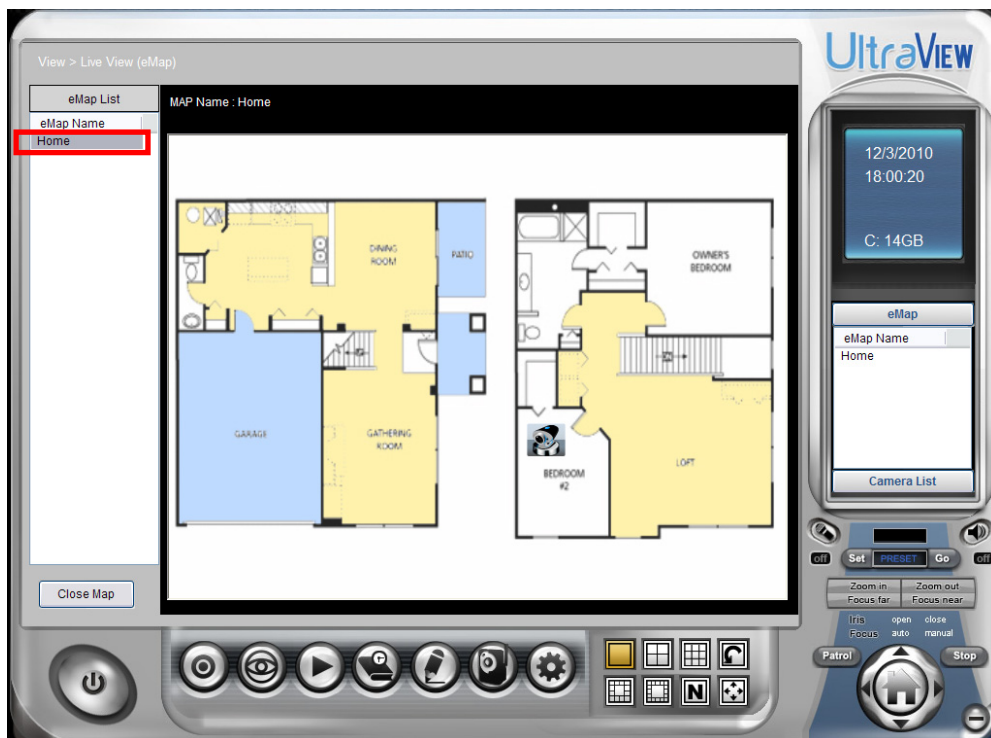 View > Live View (eMap)
UltraVIEW
eMap List
eMap Name
Home
MAP Name : Home
DINING
ROOM
PATIO
GARAGE
GATHERING
ROOM
OWNER'S
BEDROOM
BEDROOM
#2
LOFT
Close Map
12/3/2010
18:00:20
C: 14GB
eMap
eMap Name
Home
Camera List
off
Set PRESET Go
off
Zoom in Zoom out
Focus far Focus near
Iris open close
Focus auto manual
Patrol
Stop
N